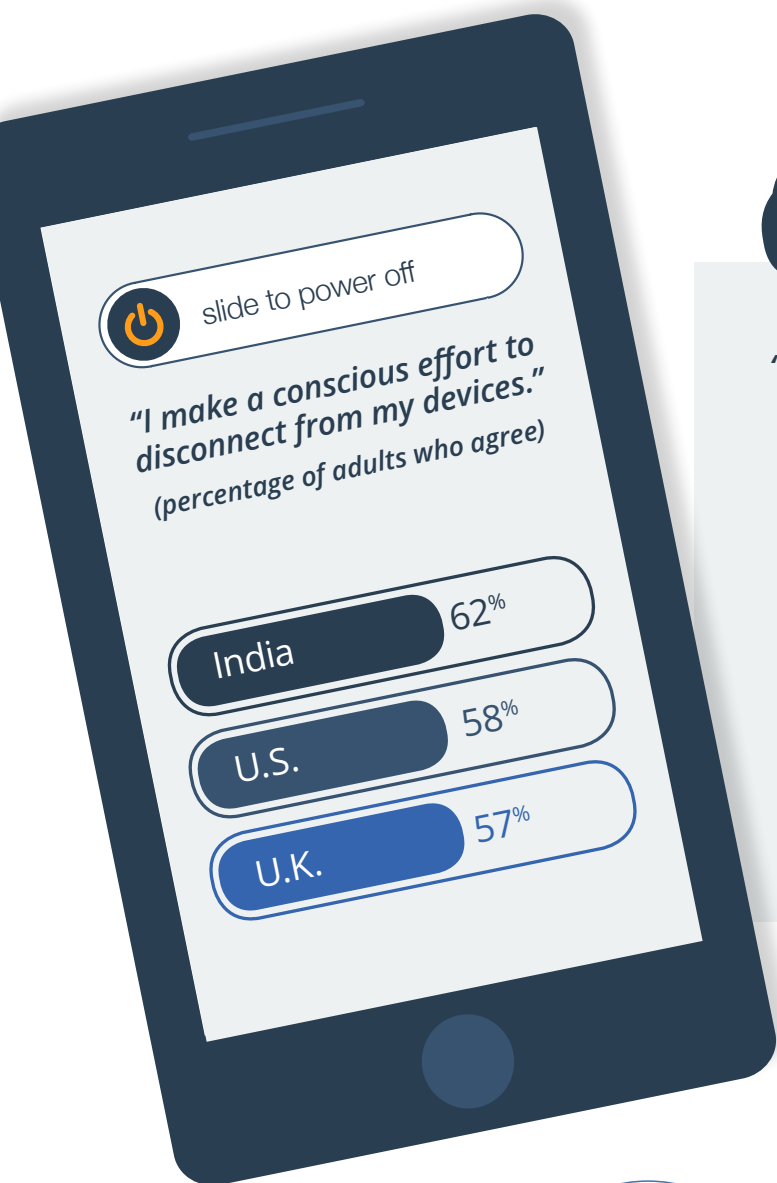 slide to power off
“I make a conscious effort to
disconnect from my devices.”
(percentage of adults who agree)
India 62%
U.S. 58%
U.K. 57%